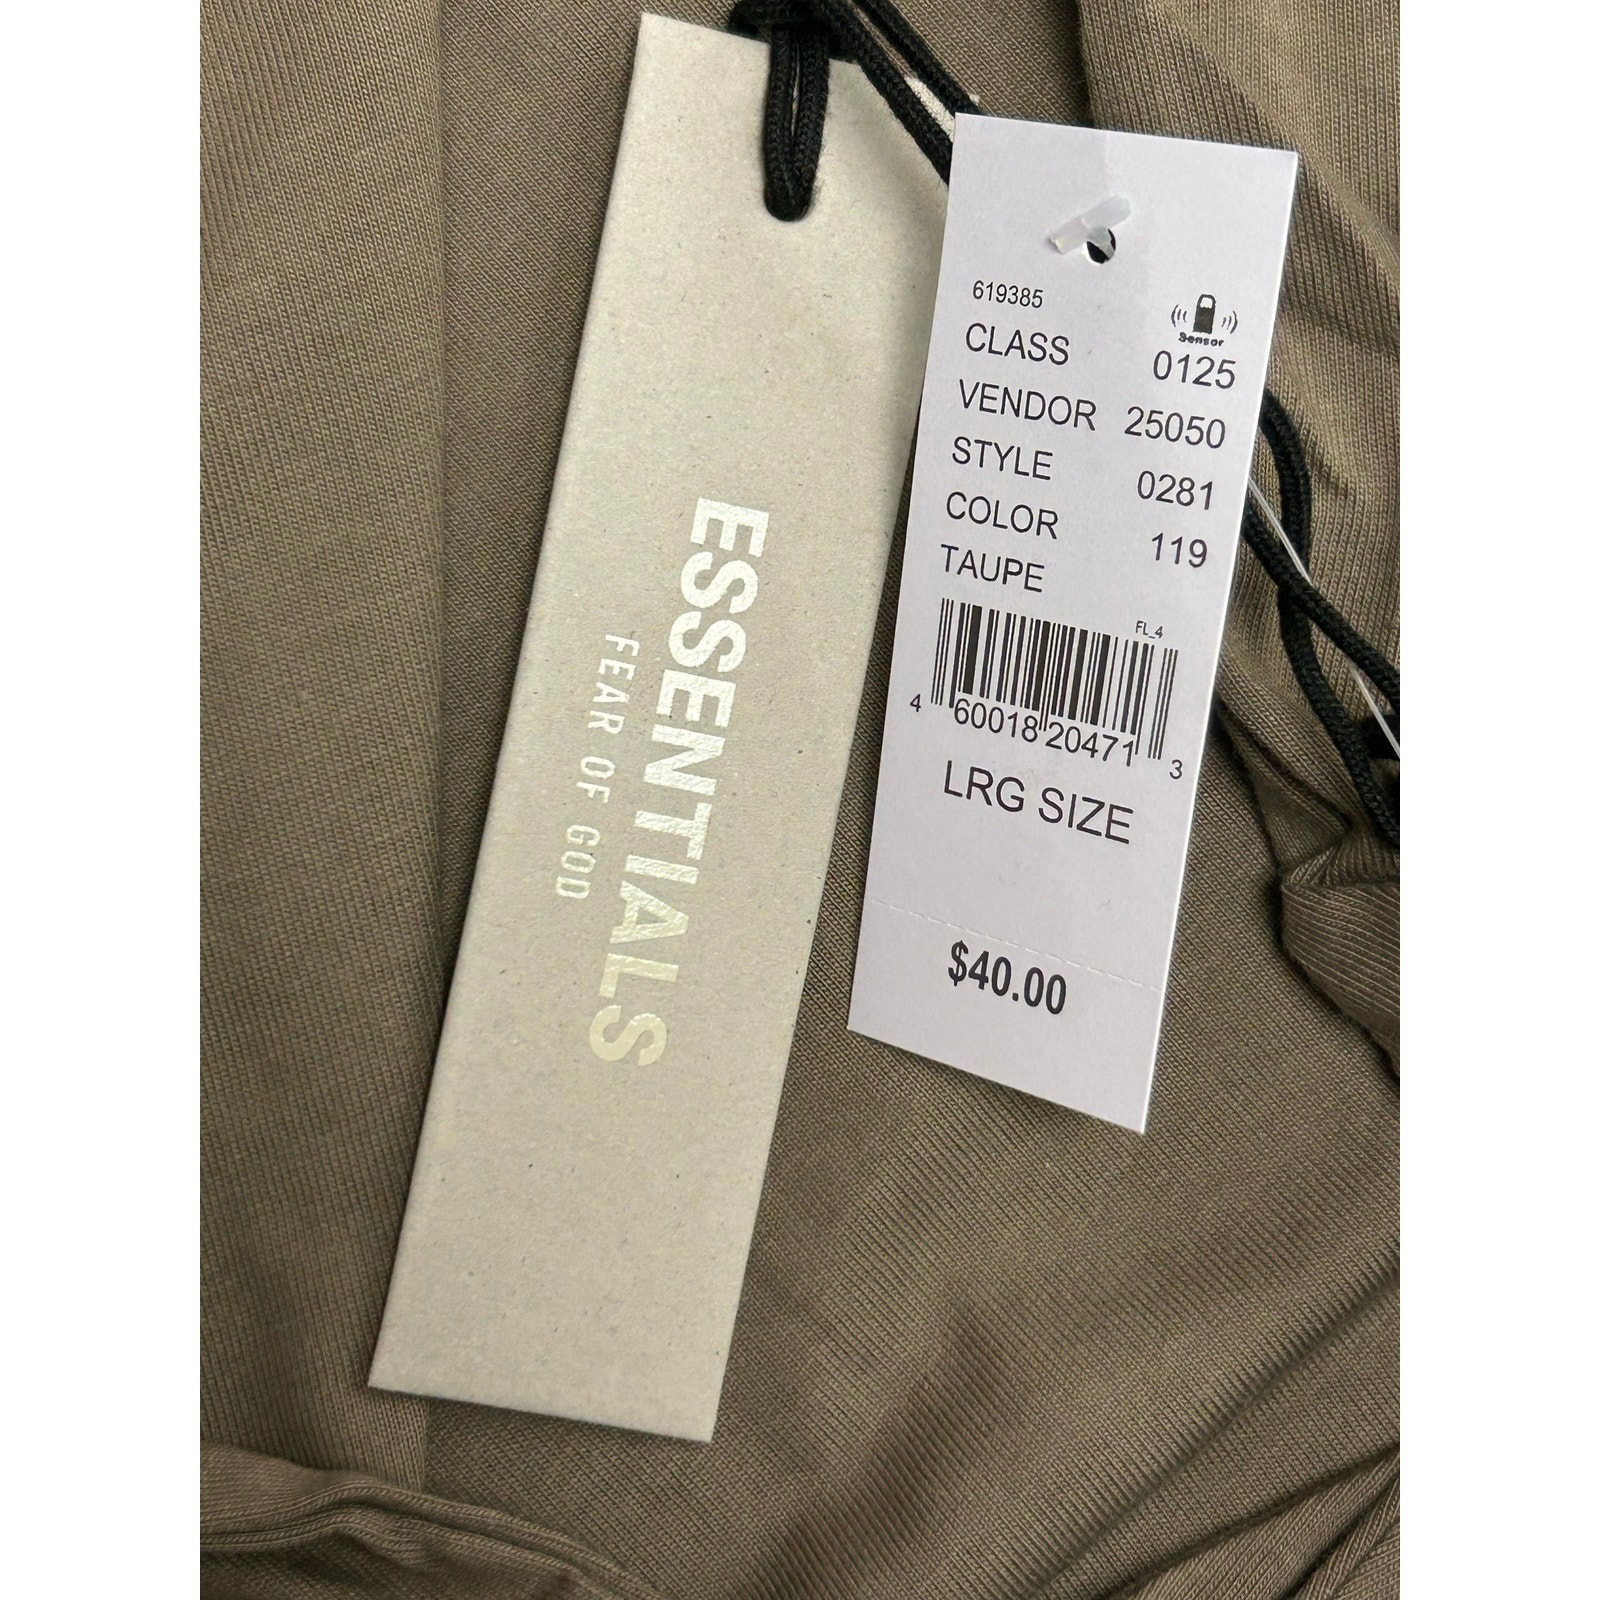 ESSENTIALS
FEAR OF GOD
619385
Sensor
CLASS 0125
VENDOR 25050
STYLE 0281
COLOR 119
TAUPE
FL_4
4 60018 20471 3
LRG SIZE
$40.00